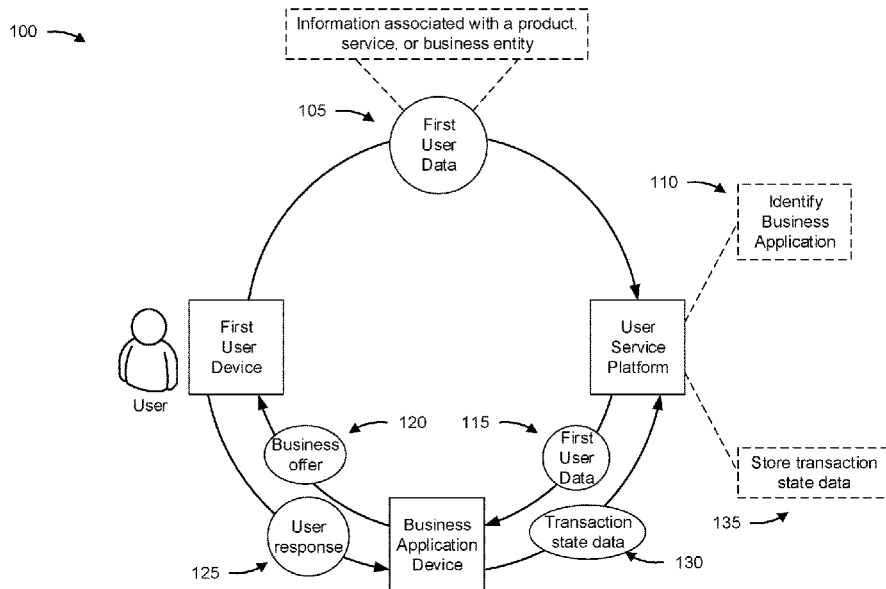 100
Information associated with a product,
service, or business entity
105
First
User
Data
110
Identify
Business
Application
First
User
Device
User
Service
Platform
User
120
115
Business
offer
First
User
Data
Store transaction
state data
135
User
response
Business
Application
Device
Transaction
state data
125
130